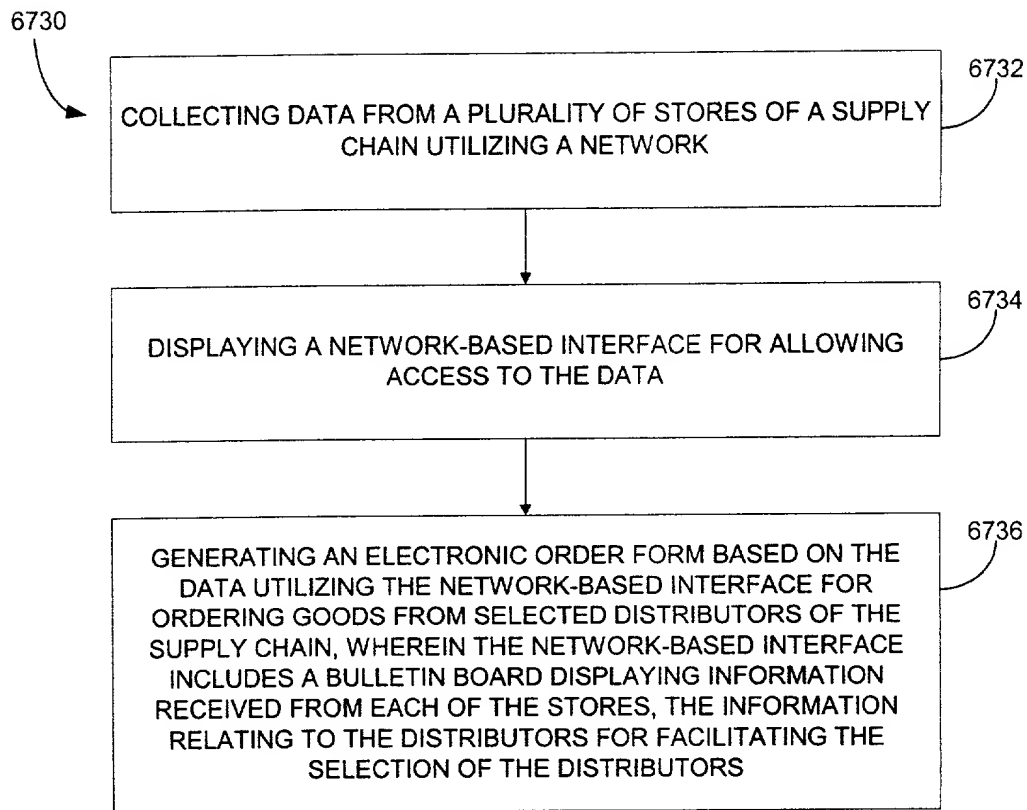 6730
6732
COLLECTING DATA FROM A PLURALITY OF STORES OF A SUPPLY
CHAIN UTILIZING A NETWORK
6734
DISPLAYING A NETWORK-BASED INTERFACE FOR ALLOWING
ACCESS TO THE DATA
6736
GENERATING AN ELECTRONIC ORDER FORM BASED ON THE
DATA UTILIZING THE NETWORK-BASED INTERFACE FOR
ORDERING GOODS FROM SELECTED DISTRIBUTORS OF THE
SUPPLY CHAIN, WHEREIN THE NETWORK-BASED INTERFACE
INCLUDES A BULLETIN BOARD DISPLAYING INFORMATION
RECEIVED FROM EACH OF THE STORES, THE INFORMATION
RELATING TO THE DISTRIBUTORS FOR FACILITATING THE
SELECTION OF THE DISTRIBUTORS